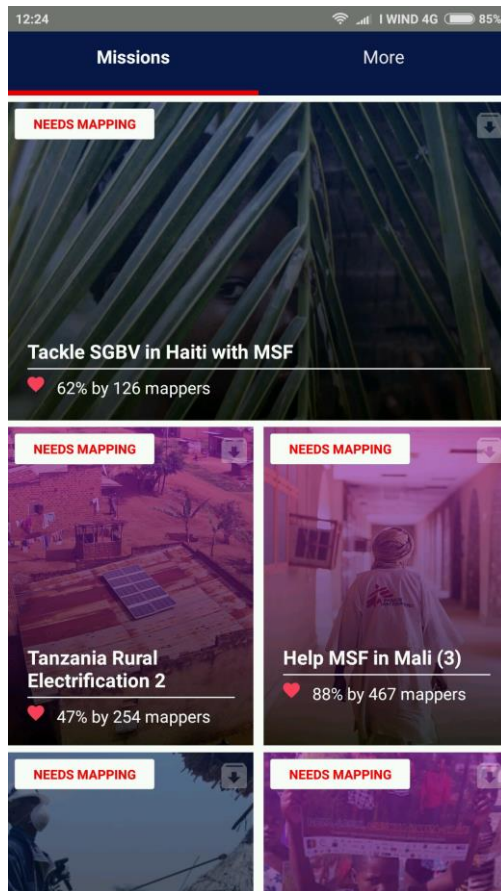 12:24
I WIND 4G
85%
Missions
More
NEEDS MAPPING
Tackle SGBV in Haiti with MSF
62% by 126 mappers
NEEDS MAPPING
Tanzania Rural
Electrification 2
47% by 254 mappers
NEEDS MAPPING
Help MSF in Mali (3)
88% by 467 mappers
NEEDS MAPPING
NEEDS MAPPING